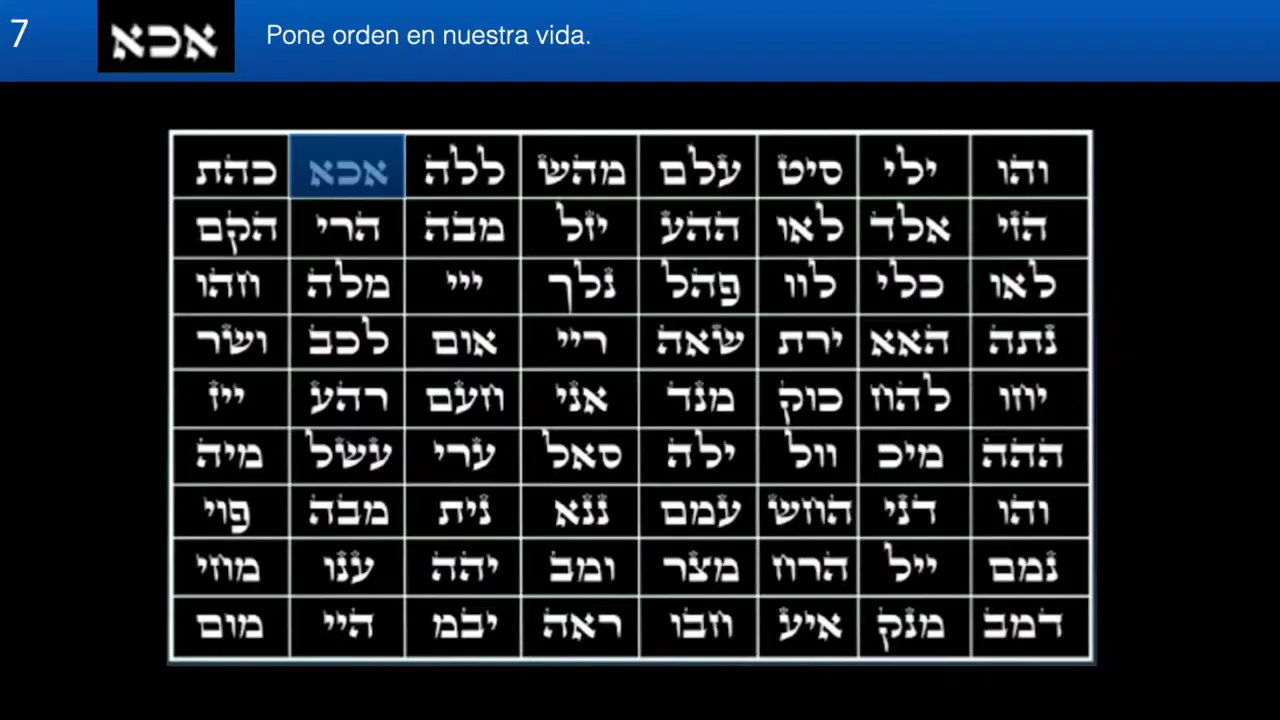 7 אכא Pone orden en nuestra vida.
והו ילי סיט עלם מהש ללה אכא כהת
הזי אלד לאו ההע יזל מבה הרי הקם
לאו כלי לוו פהל נלך ייי מלה וזהו
נתה האא ירת שאה ריי אום לכב ושר
יחו להח כוק מנד אני חעם רהע ייז
ההה מיכ וול ילה סאל ערי עשל מיה
והו דני החש עמם ננא נית מבה פוי
נמם ייל הרח מצר ומב יהה ענו מחי
דמב מנק איע חבו ראה יבמ היי מום